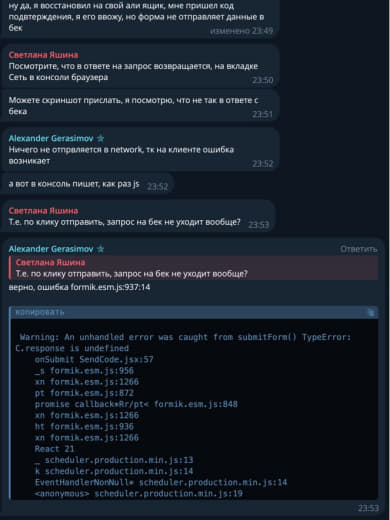 ну да, я восстановил на свой али ящик, мне пришел код
подтверждения, я его ввожу, но форма не отправляет данные в
бек
изменено 23:49
Светлана Яшина
Посмотрите, что в ответе на запрос возвращается, на вкладке
Сеть в консоли браузера
23:50
Можете скриншот прислать, я посмотрю, что не так в ответе с
бека
23:51
Alexander Gerasimov ☆
Ничего не отпрвляется в network, тк на клиенте ошибка
возникает
23:52
а вот в консоль пишет, как раз js 23:52
Светлана Яшина
Т.е. по клику отправить, запрос на бек не уходит вообще? 23:53
Alexander Gerasimov ☆ Ответить
Светлана Яшина
Т.е. по клику отправить, запрос на бек не уходит вообще?
верно, ошибка formik.esm.js:937:14
копировать
Warning: An unhandled error was caught from submitForm() TypeError:
C.response is undefined
onSubmit SendCode.jsx:57
_s formik.esm.js:956
xn formik.esm.js:1266
pt formik.esm.js:872
promise callback*Rr/pt< formik.esm.js:848
xn formik.esm.js:1266
ht formik.esm.js:936
xn formik.esm.js:1266
React 21
_ scheduler.production.min.js:13
k scheduler.production.min.js:14
EventHandlerNonNull* scheduler.production.min.js:14
<anonymous> scheduler.production.min.js:19
23:53